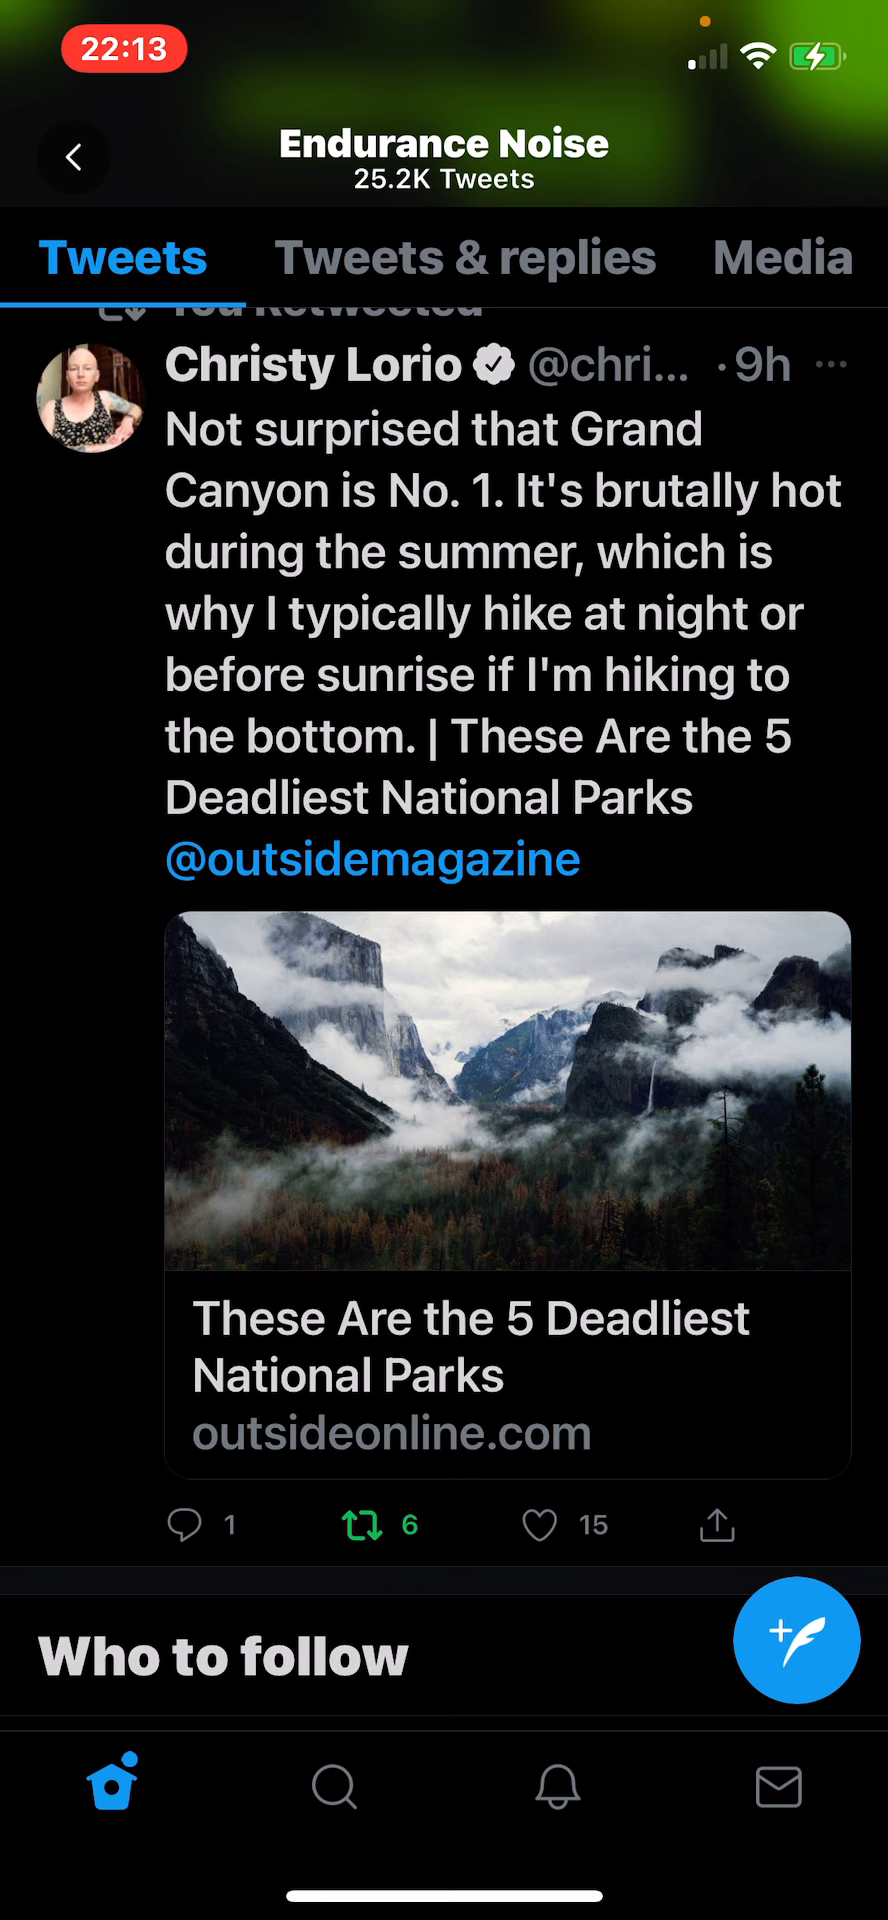 22:13
Endurance Noise
25.2K Tweets
Tweets Tweets & replies Media
You Retweeted
Christy Lorio @chri... · 9h
Not surprised that Grand
Canyon is No. 1. It's brutally hot
during the summer, which is
why I typically hike at night or
before sunrise if I'm hiking to
the bottom. | These Are the 5
Deadliest National Parks
@outsidemagazine
These Are the 5 Deadliest
National Parks
outsideonline.com
1 6 15
Who to follow